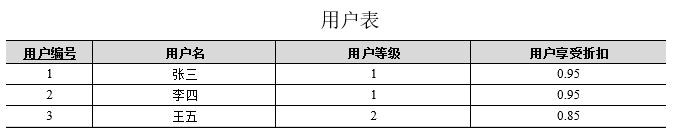 用户表
用户编号 用户名 用户等级 用户享受折扣
1 张三 1 0.95
2 李四 1 0.95
3 王五 2 0.85